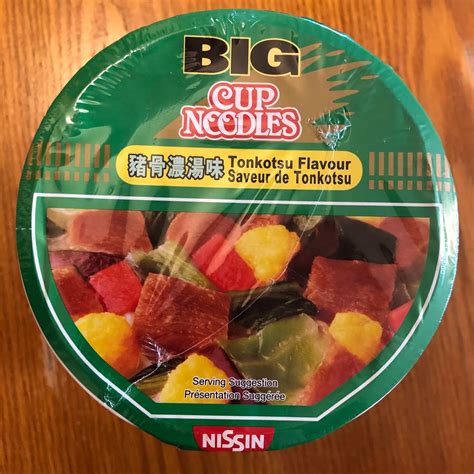 BIG
CUP
NOODLES
豬骨濃湯味
Tonkotsu Flavour
Saveur de Tonkotsu
Serving Suggestion
Présentation Suggérée
NISSIN